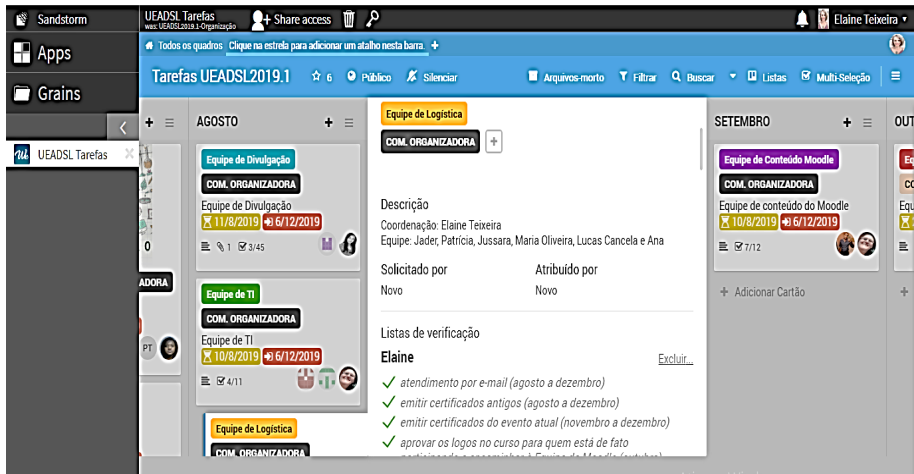 Sandstorm
UEADSL Tarefas
was: UEADSL2019.1-Organização
Share access
Elaine Teixeira
Apps
Grains
UEADSL Tarefas
Todos os quadros
Clique na estrela para adicionar um atalho nesta barra.
Tarefas UEADSL2019.1
6
Público
Silenciar
Arquivos-morto
Filtrar
Buscar
Listas
Multi-Seleção
0
ADORA
PT
AGOSTO
Equipe de Divulgação
COM. ORGANIZADORA
Equipe de Divulgação
11/8/2019
6/12/2019
1
3/45
Equipe de TI
COM. ORGANIZADORA
Equipe de TI
10/8/2019
6/12/2019
4/11
Equipe de Logística
COM. ORGANIZADORA
Equipe de Logística
COM. ORGANIZADORA
Descrição
Coordenação: Elaine Teixeira
Equipe: Jader, Patrícia, Jussara, Maria Oliveira, Lucas Cancela e Ana
Solicitado por
Atribuído por
Novo
Novo
Listas de verificação
Elaine
Excluir...
atendimento por e-mail (agosto a dezembro)
emitir certificados antigos (agosto a dezembro)
emitir certificados do evento atual (novembro a dezembro)
aprovar os logos no curso para quem está de fato
SETEMBRO
Equipe de Conteúdo Moodle
COM. ORGANIZADORA
Equipe de conteúdo do Moodle
10/8/2019
6/12/2019
7/12
+ Adicionar Cartão
OUT